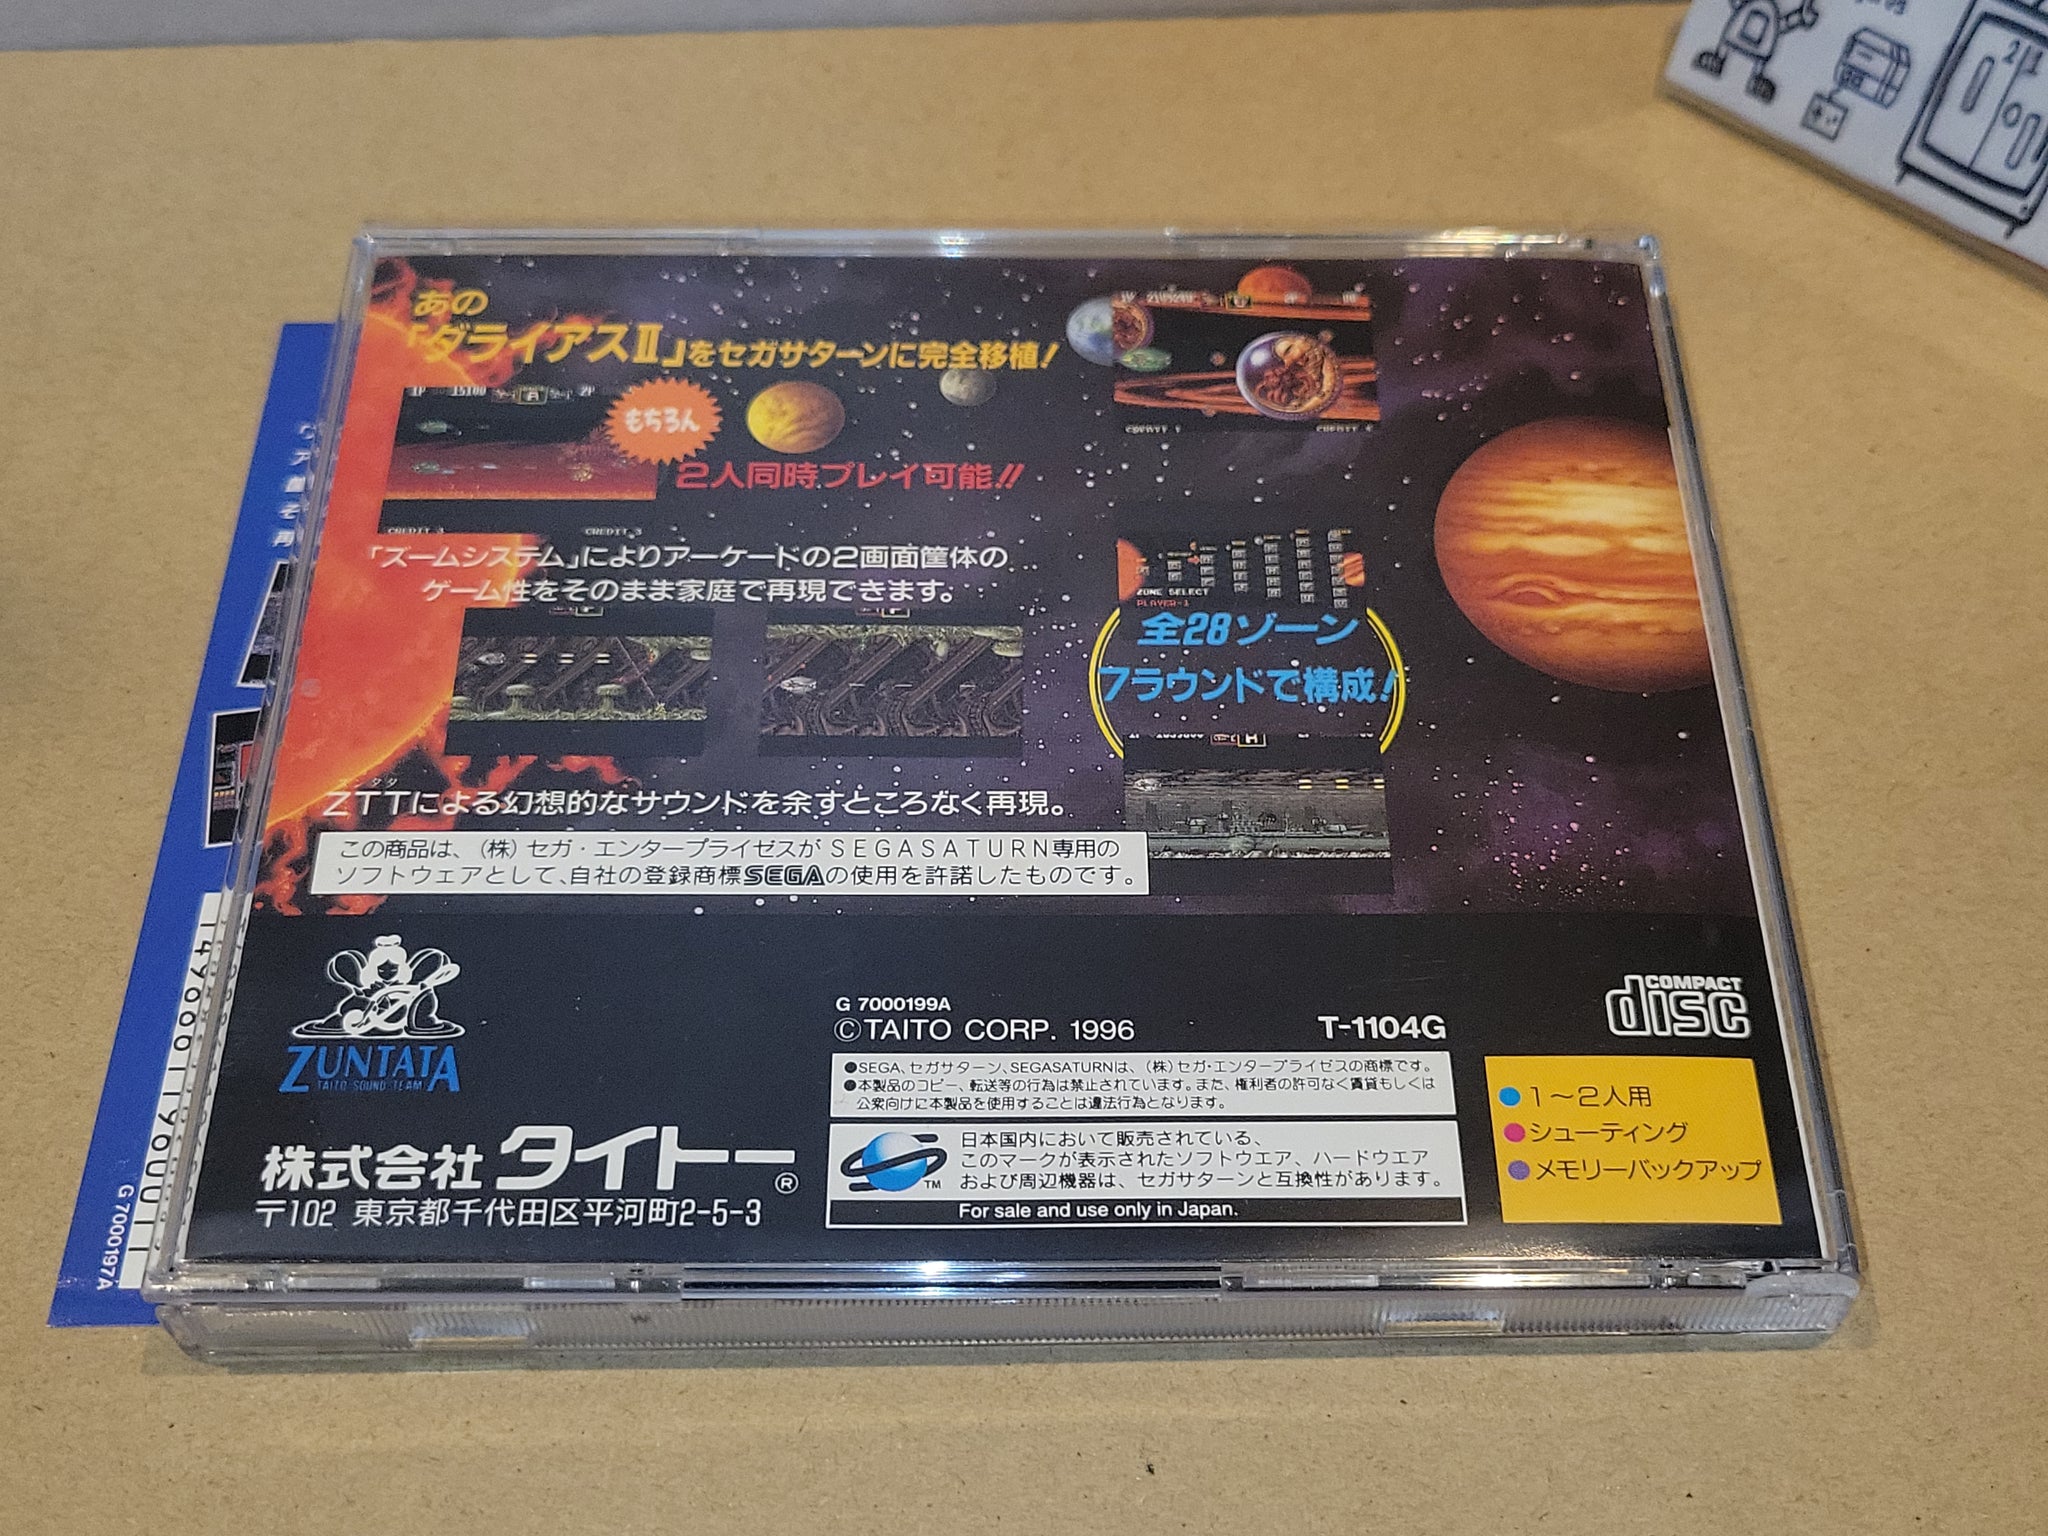 あの
「ダライアスⅡ」をセガサターンに完全移植!
もちろん
2人同時プレイ可能!!
1P 15100 2P
CREDIT 3 CREDIT 3
「ズームシステム」によりアーケードの2画面筐体の
ゲーム性をそのまま家庭で再現できます。
ZONE SELECT
PLAYER-1
全28ゾーン
7ラウンドで構成!
ズンタタ
ZTTによる幻想的なサウンドを余すところなく再現。
この商品は、(株)セガ・エンタープライゼスがSEGASATURN専用の
ソフトウェアとして、自社の登録商標SEGAの使用を許諾したものです。
ZUNTATA
TAITO SOUND TEAM
株式会社タイトー®
〒102 東京都千代田区平河町2-5-3
G 7000199A
©TAITO CORP. 1996
T-1104G
COMPACT
disc
●SEGA、セガサターン、SEGASATURNは、(株)セガ・エンタープライゼスの商標です。
●本製品のコピー、転送等の行為は禁止されています。また、権利者の許可なく賃貸もしくは
公衆向けに本製品を使用することは違法行為となります。
日本国内において販売されている、
このマークが表示されたソフトウエア、ハードウエア
および周辺機器は、セガサターンと互換性があります。
TM
For sale and use only in Japan.
●1〜2人用
●シューティング
●メモリーバックアップ
G 7000197A